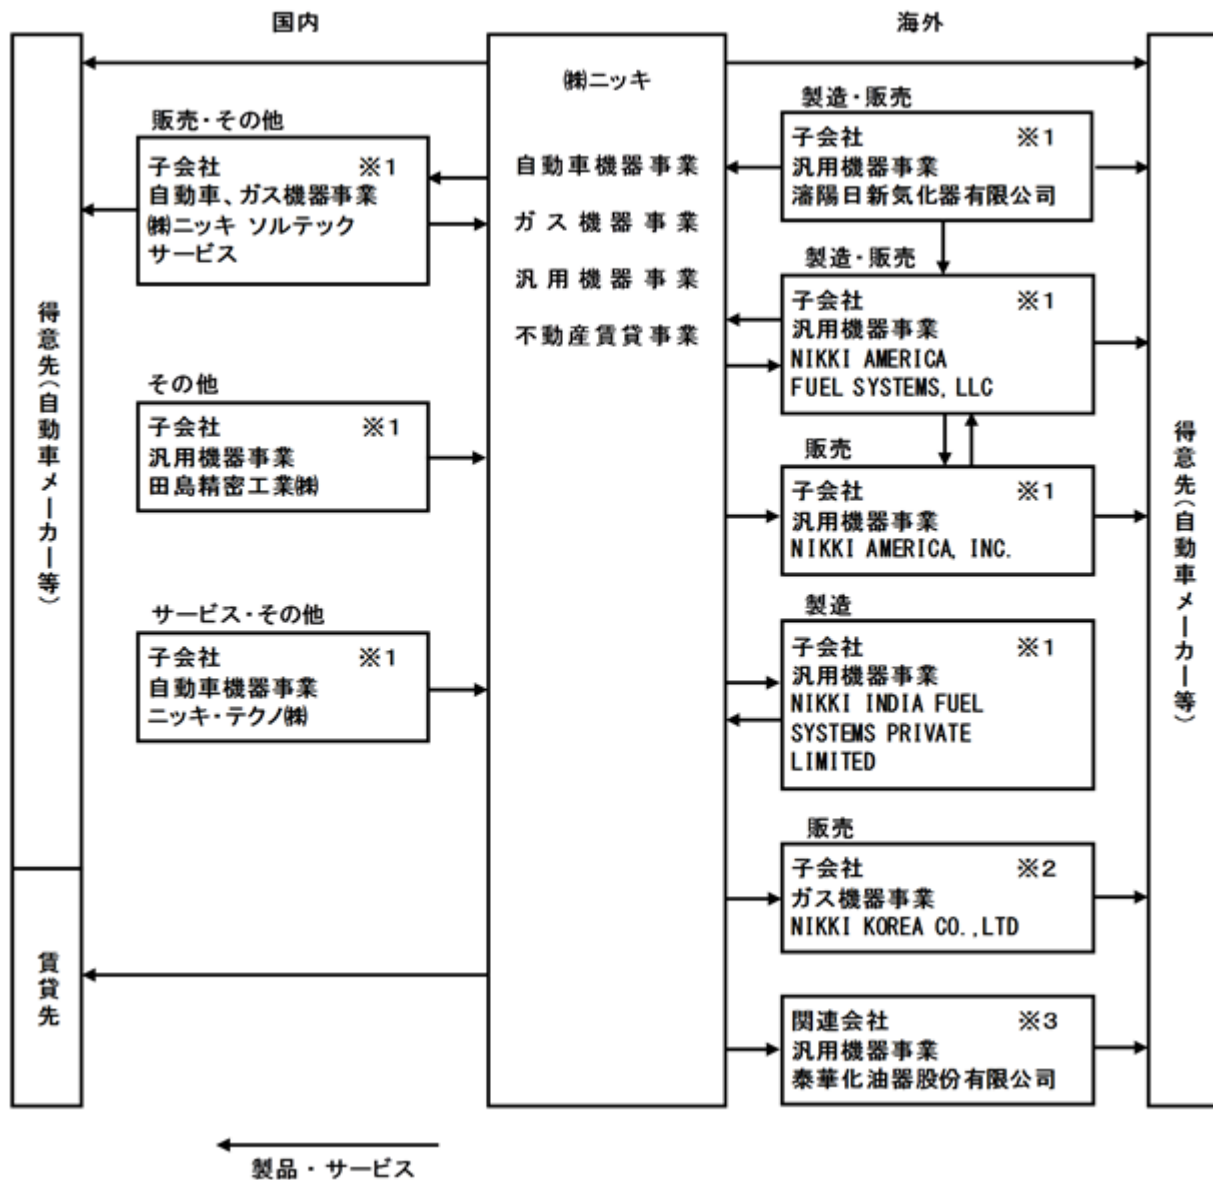 国内
海外
得意先(自動車メーカー等)
賃貸先
販売・その他
子会社 ※1
自動車、ガス機器事業
㈱ニッキ ソルテック
サービス
その他
子会社 ※1
汎用機器事業
田島精密工業㈱
サービス・その他
子会社 ※1
自動車機器事業
ニッキ・テクノ㈱
㈱ニッキ
自動車機器事業
ガス機器事業
汎用機器事業
不動産賃貸事業
製造・販売
子会社 ※1
汎用機器事業
瀋陽日新気化器有限公司
製造・販売
子会社 ※1
汎用機器事業
NIKKI AMERICA
FUEL SYSTEMS, LLC
販売
子会社 ※1
汎用機器事業
NIKKI AMERICA, INC.
製造
子会社 ※1
汎用機器事業
NIKKI INDIA FUEL
SYSTEMS PRIVATE
LIMITED
販売
子会社 ※2
ガス機器事業
NIKKI KOREA CO.,LTD
関連会社 ※3
汎用機器事業
泰華化油器股份有限公司
得意先(自動車メーカー等)
製品・サービス